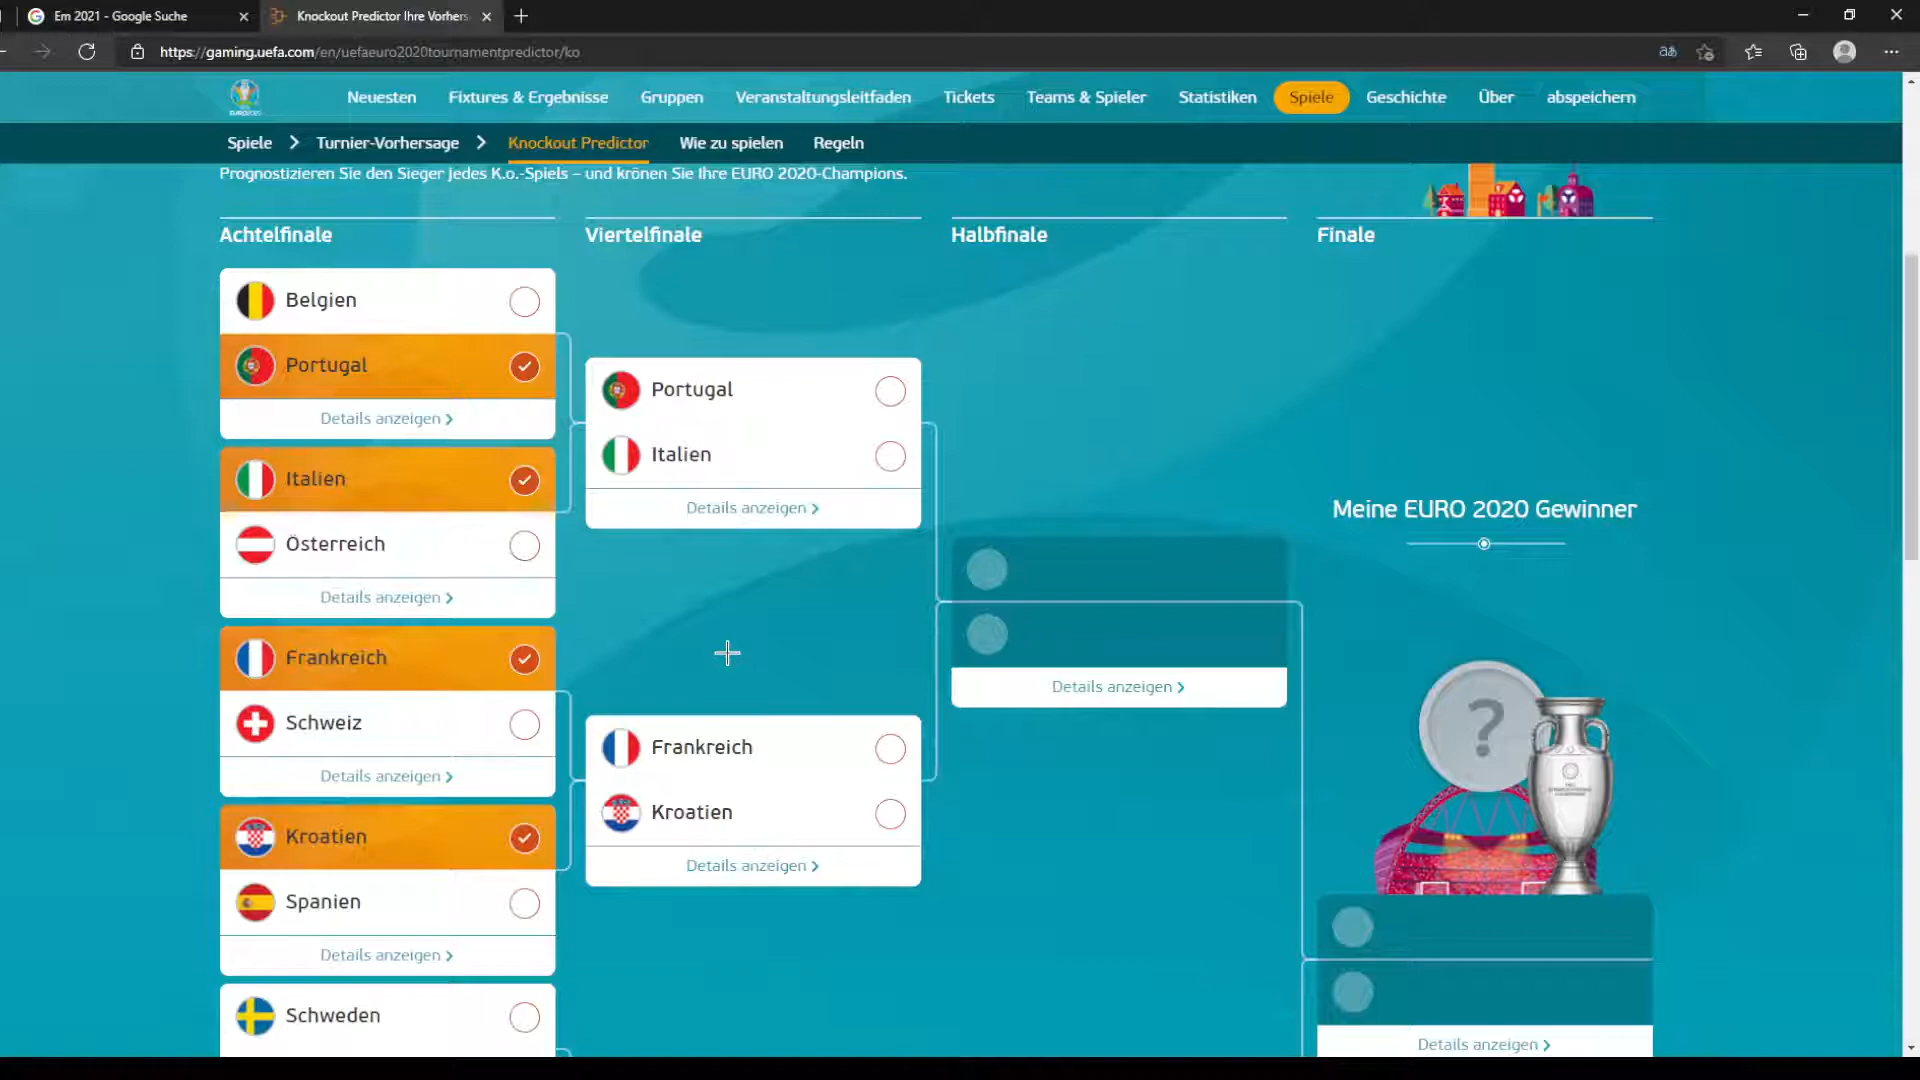 Em 2021 - Google Suche
Knockout Predictor Ihre Vorhers
https://gaming.uefa.com/en/uefaeuro2020tournamentpredictor/ko
Neuesten
Fixtures & Ergebnisse
Gruppen
Veranstaltungsleitfaden
Tickets
Teams & Spieler
Statistiken
Spiele
Geschichte
Über
abspeichern
Spiele
Turnier-Vorhersage
Knockout Predictor
Wie zu spielen
Regeln
Prognostizieren Sie den Sieger jedes K.o.-Spiels – und krönen Sie Ihre EURO 2020-Champions.
Achtelfinale
Viertelfinale
Halbfinale
Finale
Belgien
Portugal
Details anzeigen
Italien
Österreich
Details anzeigen
Frankreich
Schweiz
Details anzeigen
Kroatien
Spanien
Details anzeigen
Schweden
Portugal
Italien
Details anzeigen
Frankreich
Kroatien
Details anzeigen
Details anzeigen
Meine EURO 2020 Gewinner
?
Details anzeigen